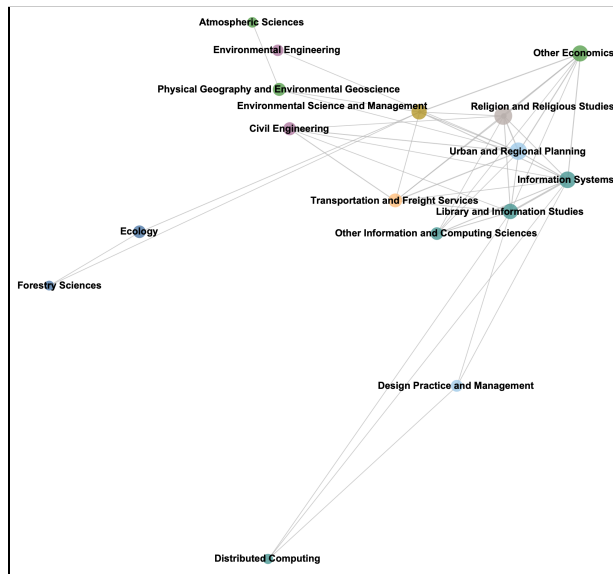 Atmospheric Sciences
Environmental Engineering
Other Economics
Physical Geography and Environmental Geoscience
Environmental Science and Management
Religion and Religious Studies
Civil Engineering
Urban and Regional Planning
Information Systems
Transportation and Freight Services
Library and Information Studies
Ecology
Other Information and Computing Sciences
Forestry Sciences
Design Practice and Management
Distributed Computing